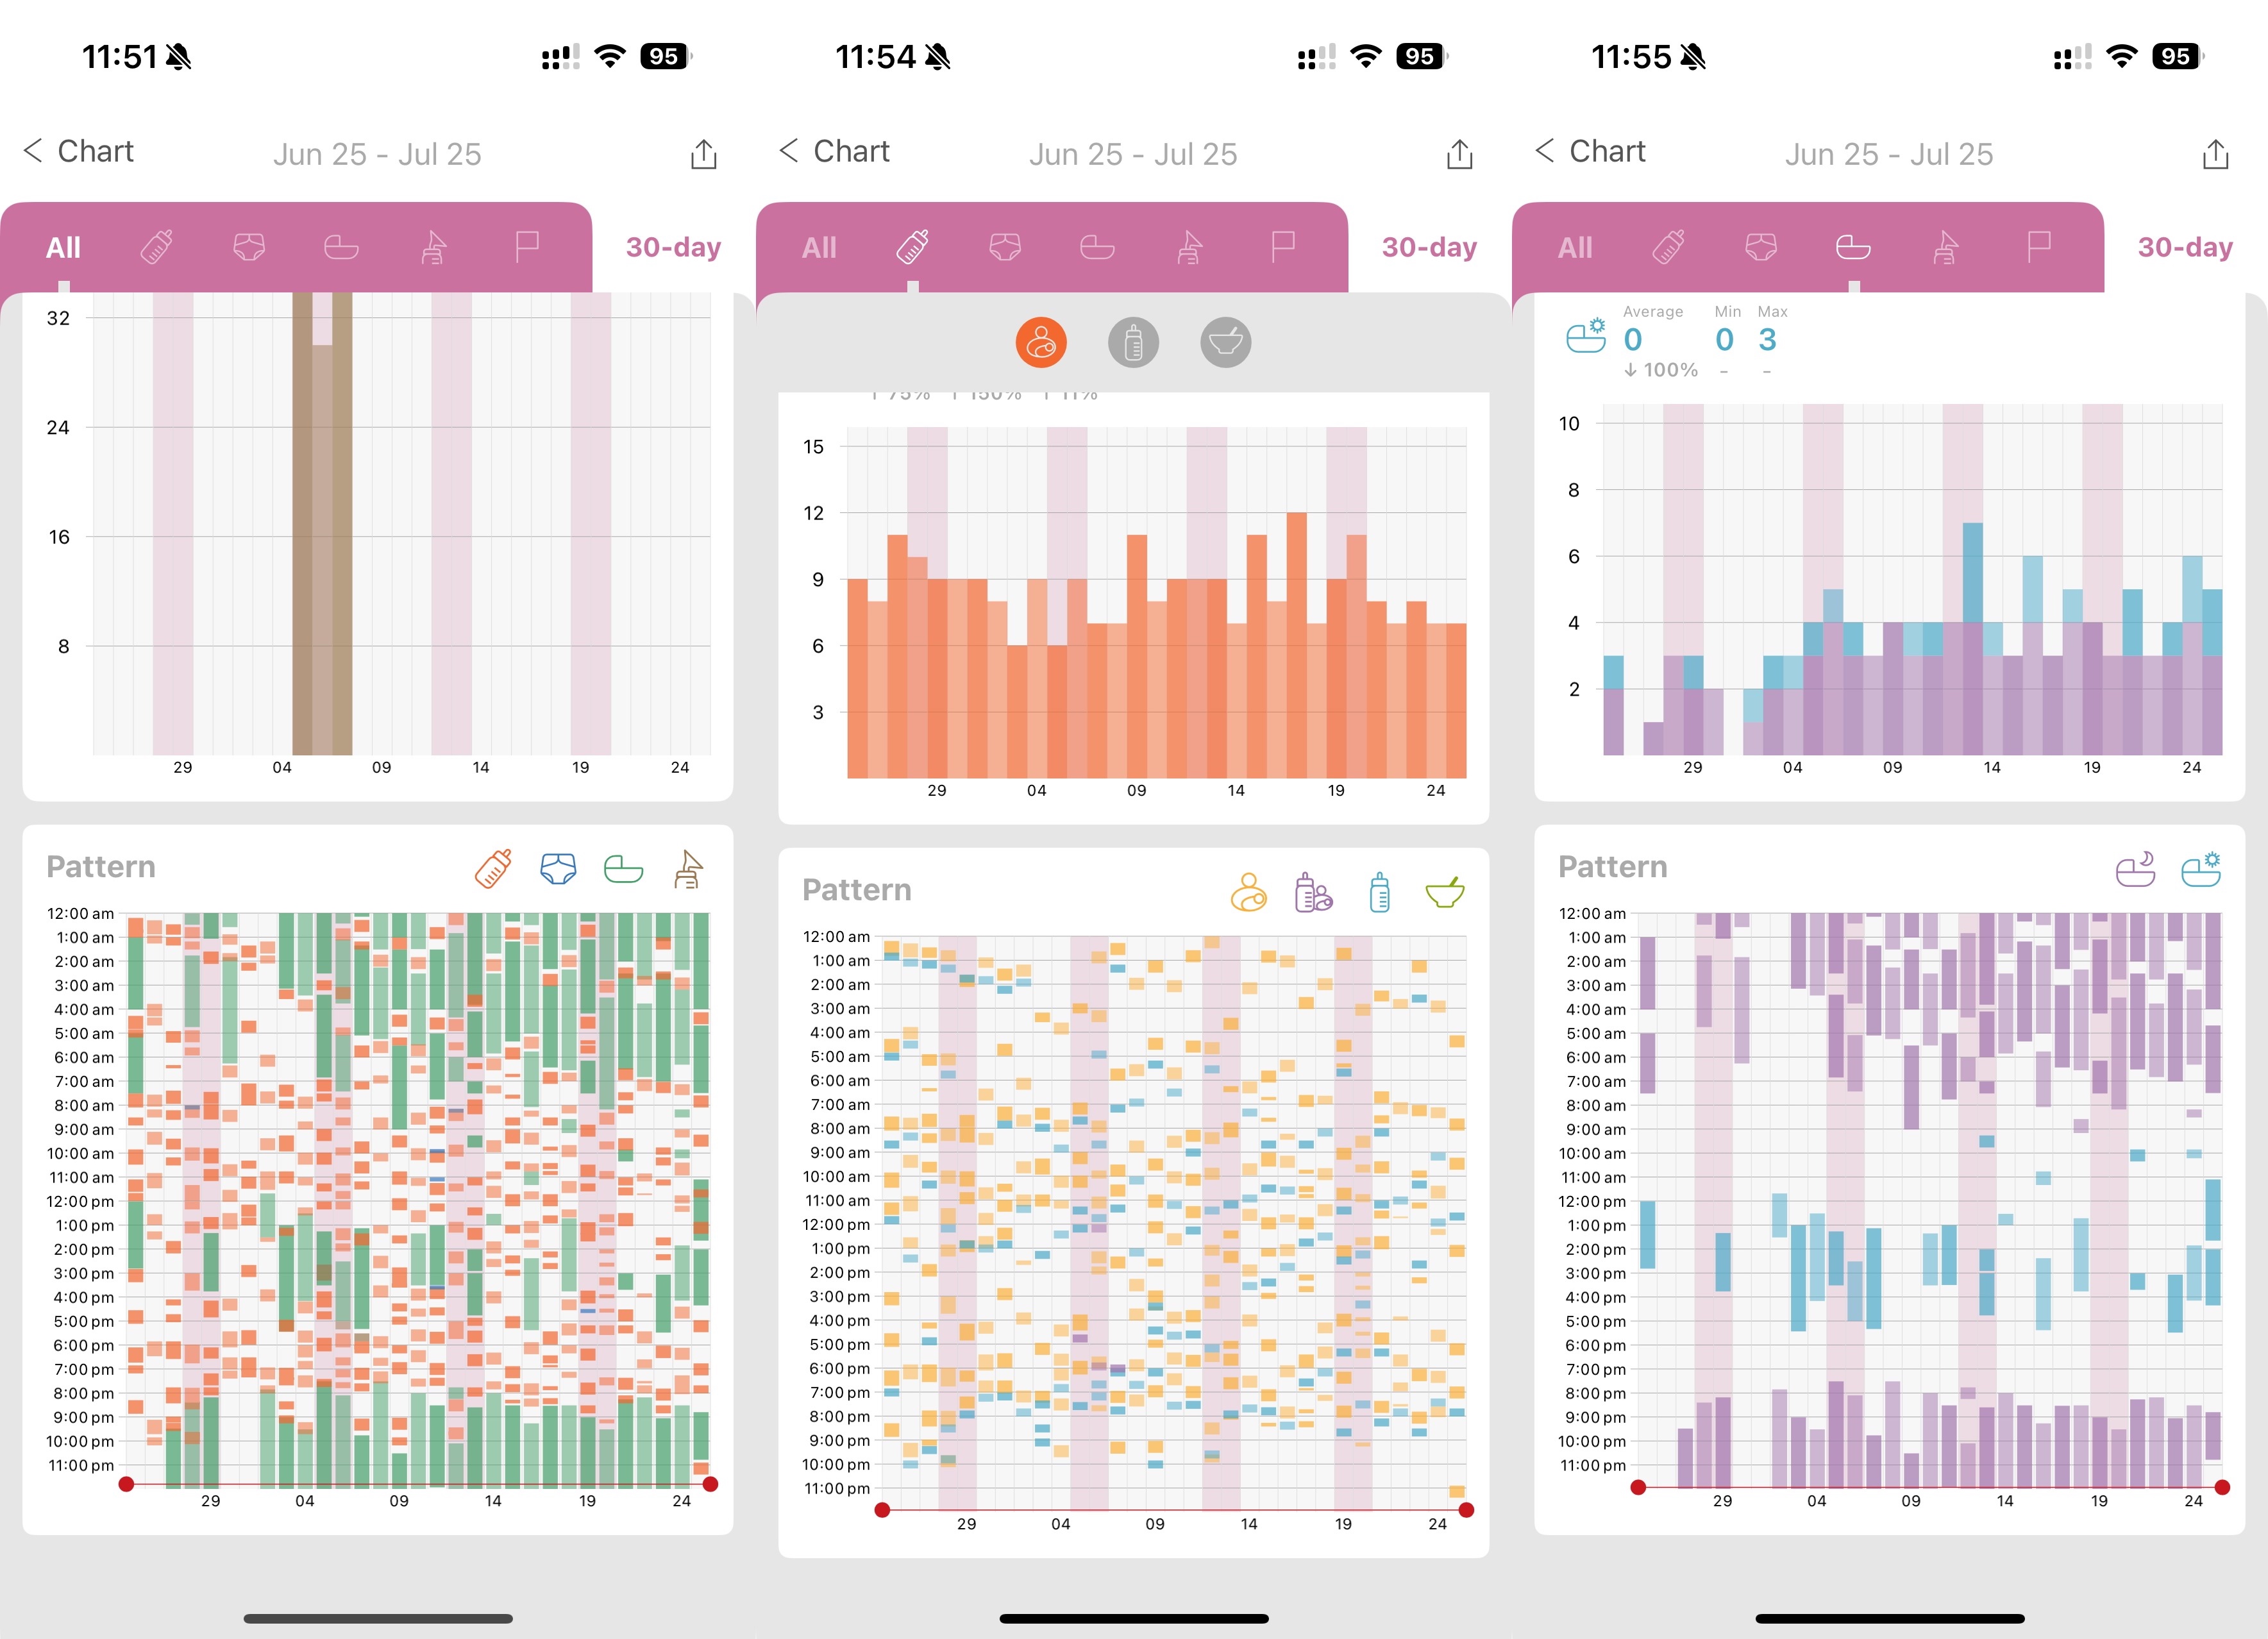 11:51
95
< Chart
Jun 25 - Jul 25
All
30-day
32
24
16
8
29 04 09 14 19 24
Pattern
12:00 am
1:00 am
2:00 am
3:00 am
4:00 am
5:00 am
6:00 am
7:00 am
8:00 am
9:00 am
10:00 am
11:00 am
12:00 pm
1:00 pm
2:00 pm
3:00 pm
4:00 pm
5:00 pm
6:00 pm
7:00 pm
8:00 pm
9:00 pm
10:00 pm
11:00 pm
29 04 09 14 19 24
11:54
95
< Chart
Jun 25 - Jul 25
All
30-day
↑ 75% ↑ 150% ↑ 11%
15
12
9
6
3
29 04 09 14 19 24
Pattern
12:00 am
1:00 am
2:00 am
3:00 am
4:00 am
5:00 am
6:00 am
7:00 am
8:00 am
9:00 am
10:00 am
11:00 am
12:00 pm
1:00 pm
2:00 pm
3:00 pm
4:00 pm
5:00 pm
6:00 pm
7:00 pm
8:00 pm
9:00 pm
10:00 pm
11:00 pm
29 04 09 14 19 24
11:55
95
< Chart
Jun 25 - Jul 25
All
30-day
Average Min Max
0 0 3
↓ 100% - -
10
8
6
4
2
29 04 09 14 19 24
Pattern
12:00 am
1:00 am
2:00 am
3:00 am
4:00 am
5:00 am
6:00 am
7:00 am
8:00 am
9:00 am
10:00 am
11:00 am
12:00 pm
1:00 pm
2:00 pm
3:00 pm
4:00 pm
5:00 pm
6:00 pm
7:00 pm
8:00 pm
9:00 pm
10:00 pm
11:00 pm
29 04 09 14 19 24